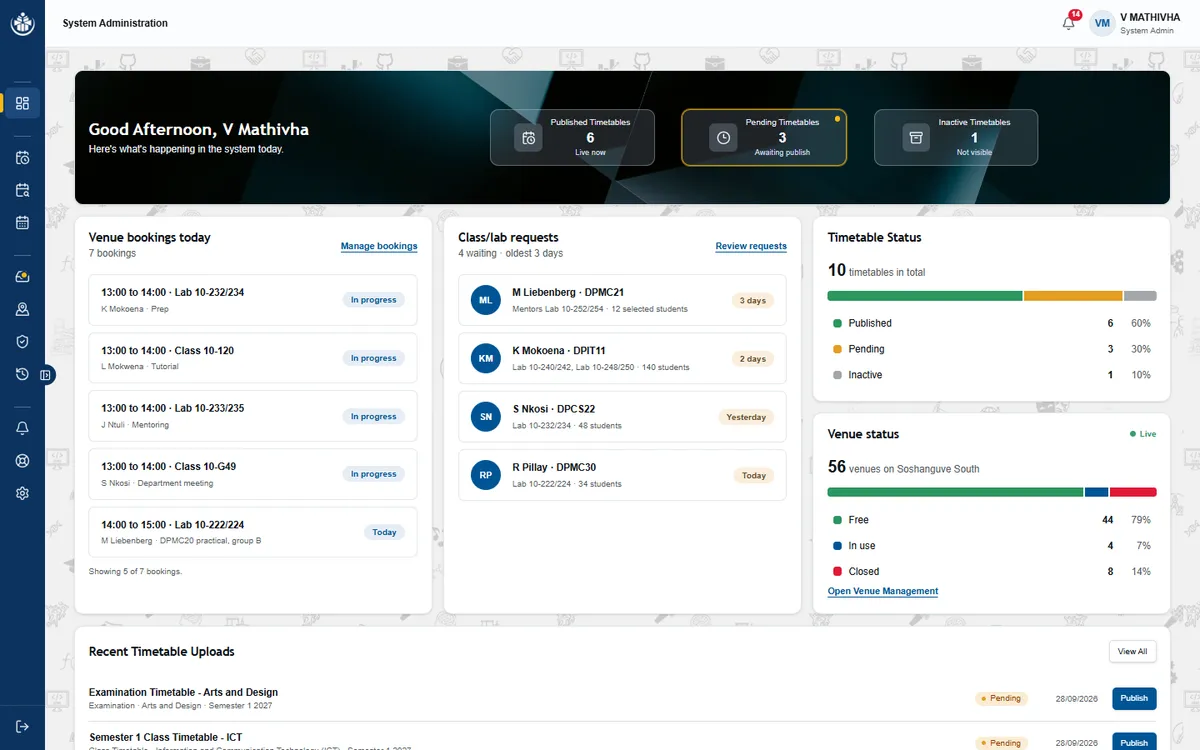 System Administration
14
VM
V MATHIVHA
System Admin
Good Afternoon, V Mathivha
Here's what's happening in the system today.
Published Timetables
6
Live now
Pending Timetables
3
Awaiting publish
Inactive Timetables
1
Not visible
Venue bookings today
7 bookings
Manage bookings
13:00 to 14:00 · Lab 10-232/234
K Mokoena · Prep
In progress
13:00 to 14:00 · Class 10-120
L Mokwena · Tutorial
In progress
13:00 to 14:00 · Lab 10-233/235
J Ntuli · Mentoring
In progress
13:00 to 14:00 · Class 10-G49
S Nkosi · Department meeting
In progress
14:00 to 15:00 · Lab 10-222/224
M Liebenberg · DPMC20 practical, group B
Today
Showing 5 of 7 bookings.
Class/lab requests
4 waiting · oldest 3 days
Review requests
ML
M Liebenberg · DPMC21
Mentors Lab 10-252/254 · 12 selected students
3 days
KM
K Mokoena · DPIT11
Lab 10-240/242, Lab 10-248/250 · 140 students
2 days
SN
S Nkosi · DPCS22
Lab 10-232/234 · 48 students
Yesterday
RP
R Pillay · DPMC30
Lab 10-222/224 · 34 students
Today
Timetable Status
10 timetables in total
Published 6 60%
Pending 3 30%
Inactive 1 10%
Venue status
Live
56 venues on Soshanguve South
Free 44 79%
In use 4 7%
Closed 8 14%
Open Venue Management
Recent Timetable Uploads
View All
Examination Timetable - Arts and Design
Examination · Arts and Design · Semester 1 2027
Pending
28/09/2026
Publish
Semester 1 Class Timetable - ICT
Class Timetable · Information and Communication Technology (ICT) · Semester 1 2027
Pending
28/09/2026
Publish